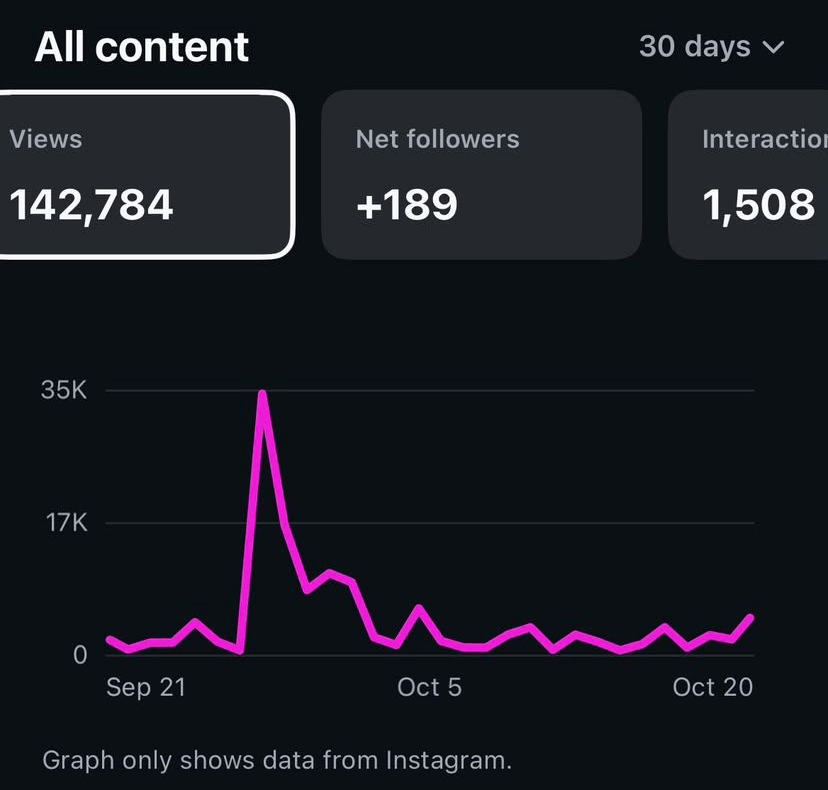 All content
30 days
Views
Net followers
Interaction
142,784
+189
1,508
35K
17K
0
Sep 21
Oct 5
Oct 20
Graph only shows data from Instagram.